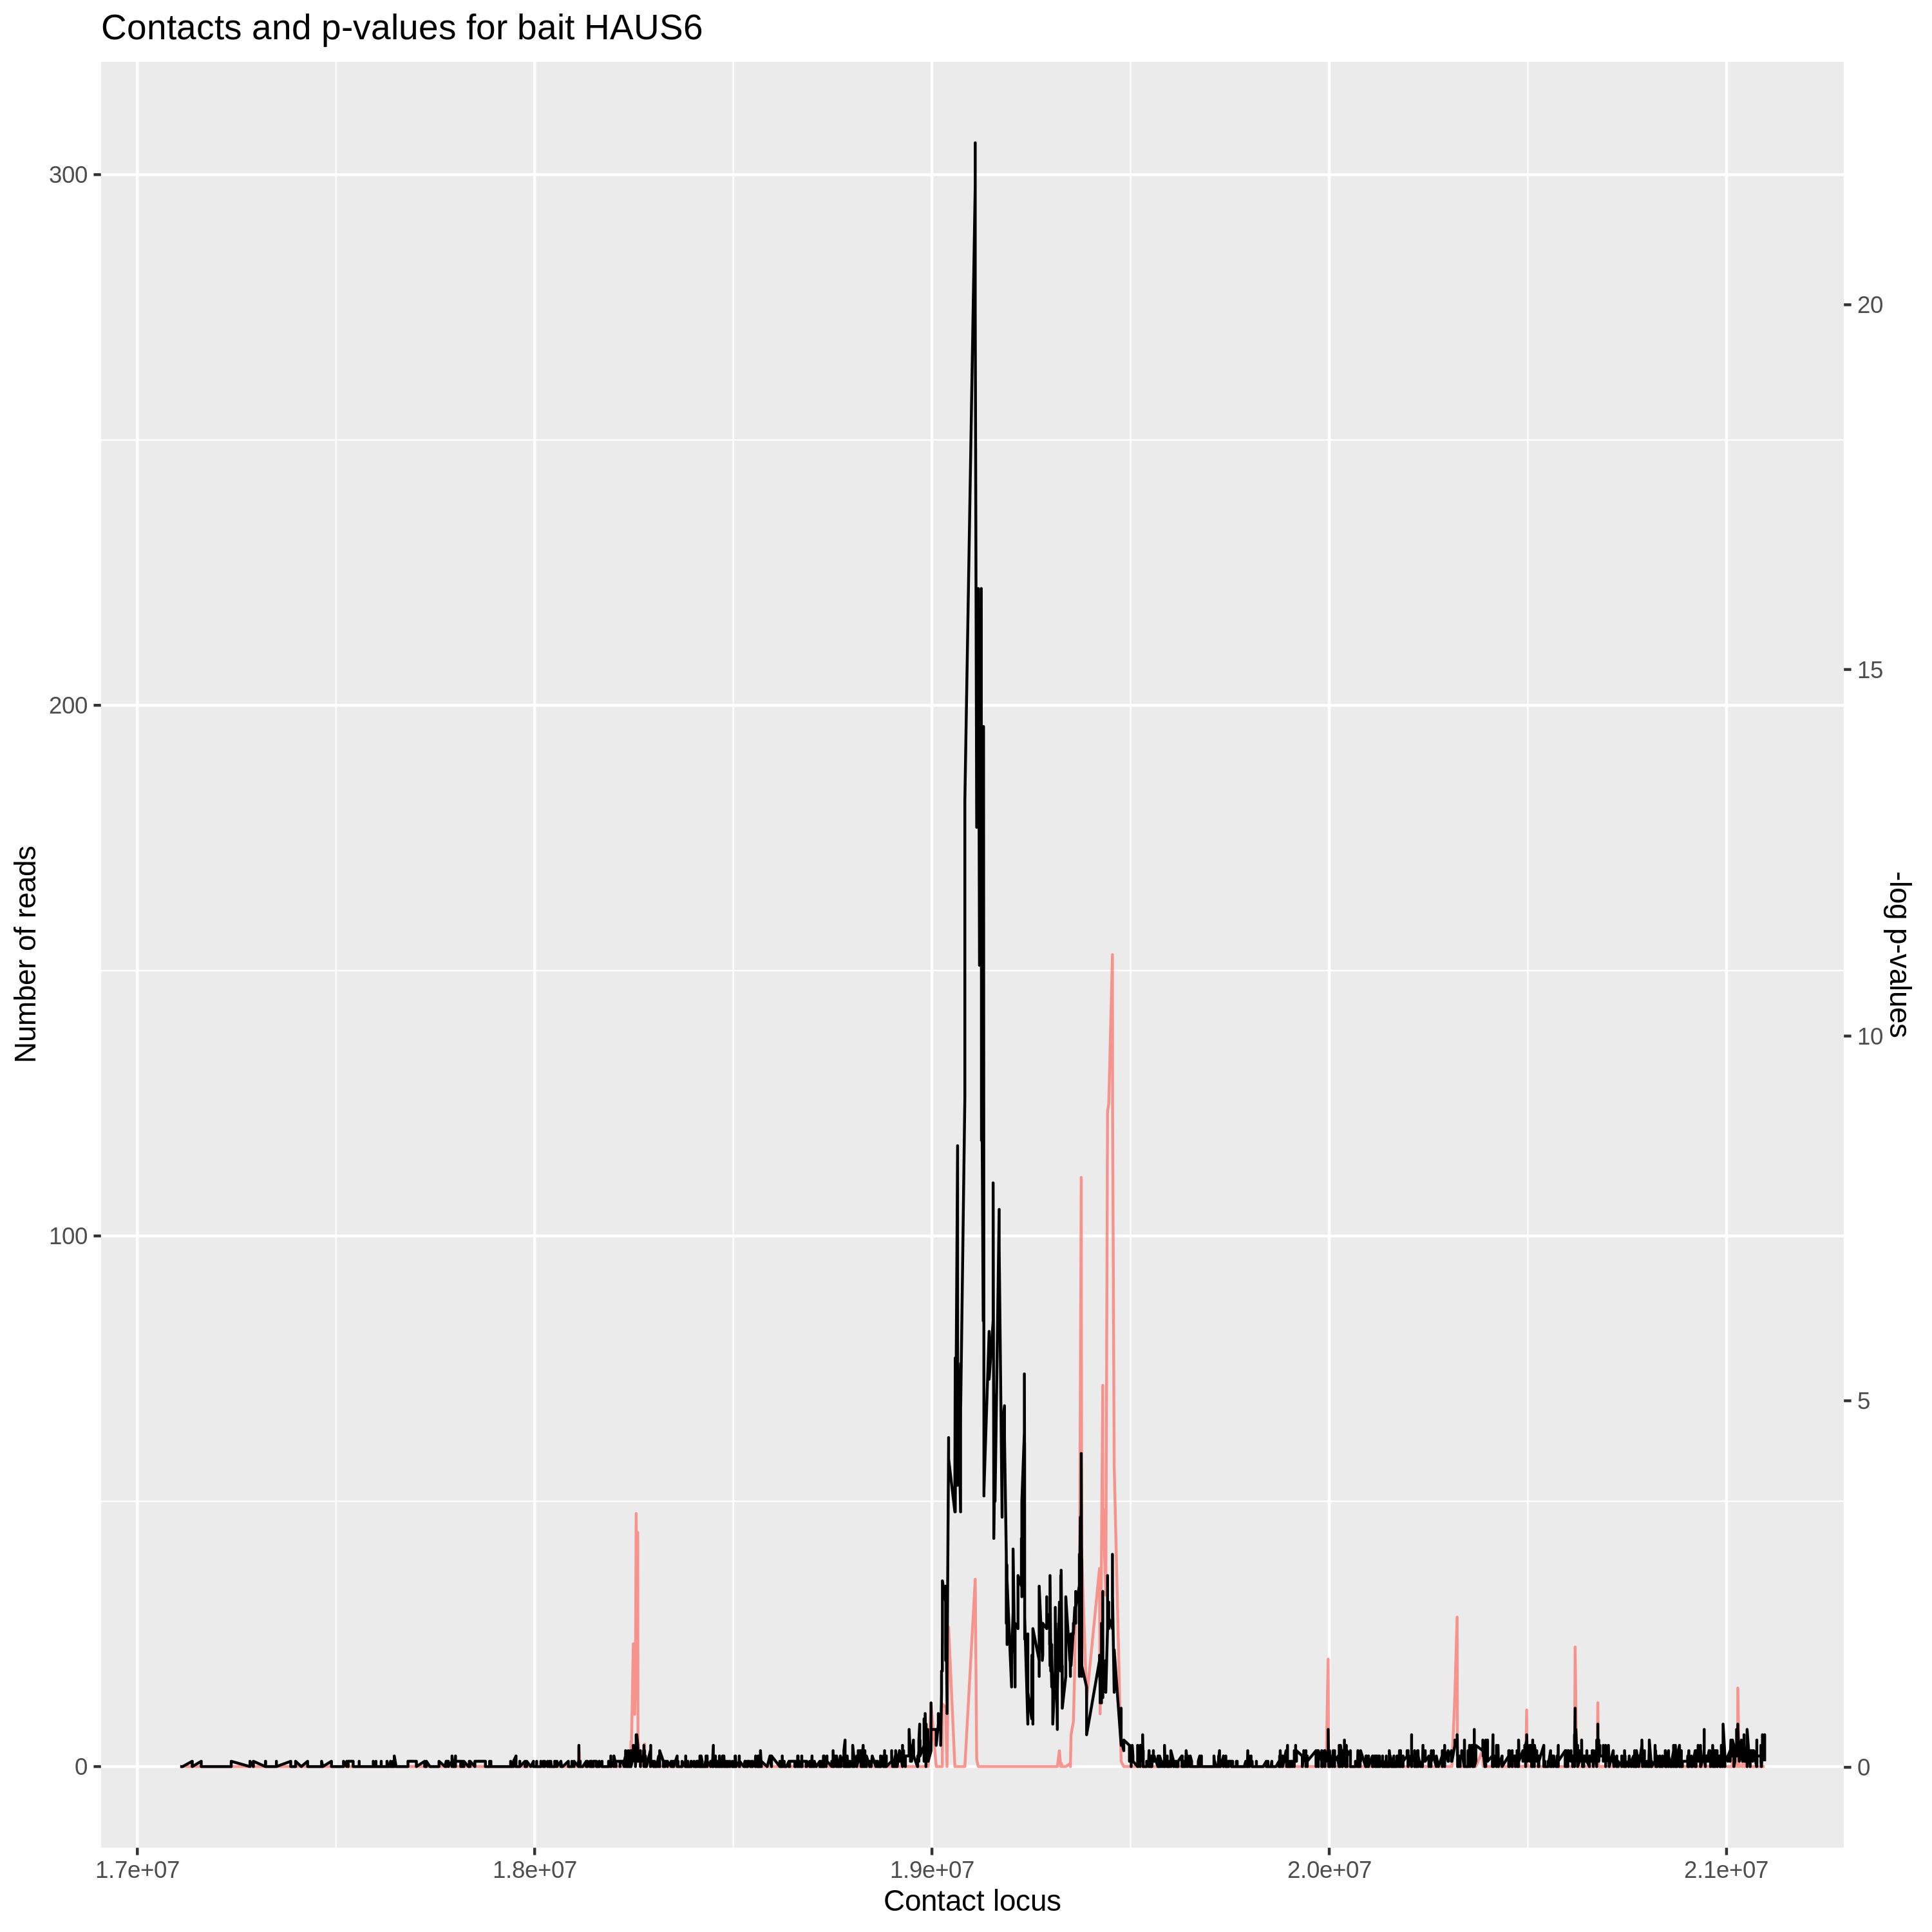 Contacts and p-values for bait HAUS6
300
200
100
0
Number of reads
20
15
10
5
0
-log p-values
1.7e+07 1.8e+07 1.9e+07 2.0e+07 2.1e+07
Contact locus